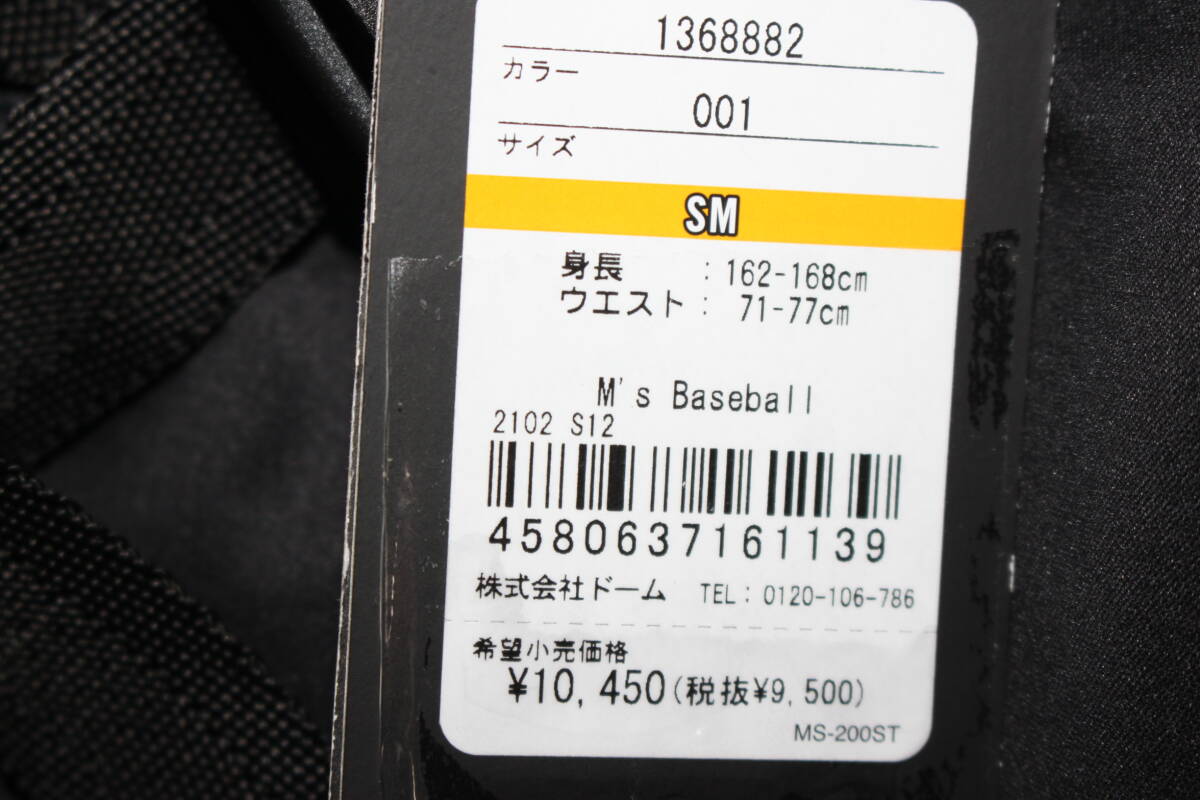 1368882
カラー
001
サイズ
SM
身長 : 162-168cm
ウエスト : 71-77cm
M's Baseball
2102 S12
4580637161139
株式会社ドーム TEL: 0120-106-786
希望小売価格
¥10,450(税抜¥9,500)
MS-200ST